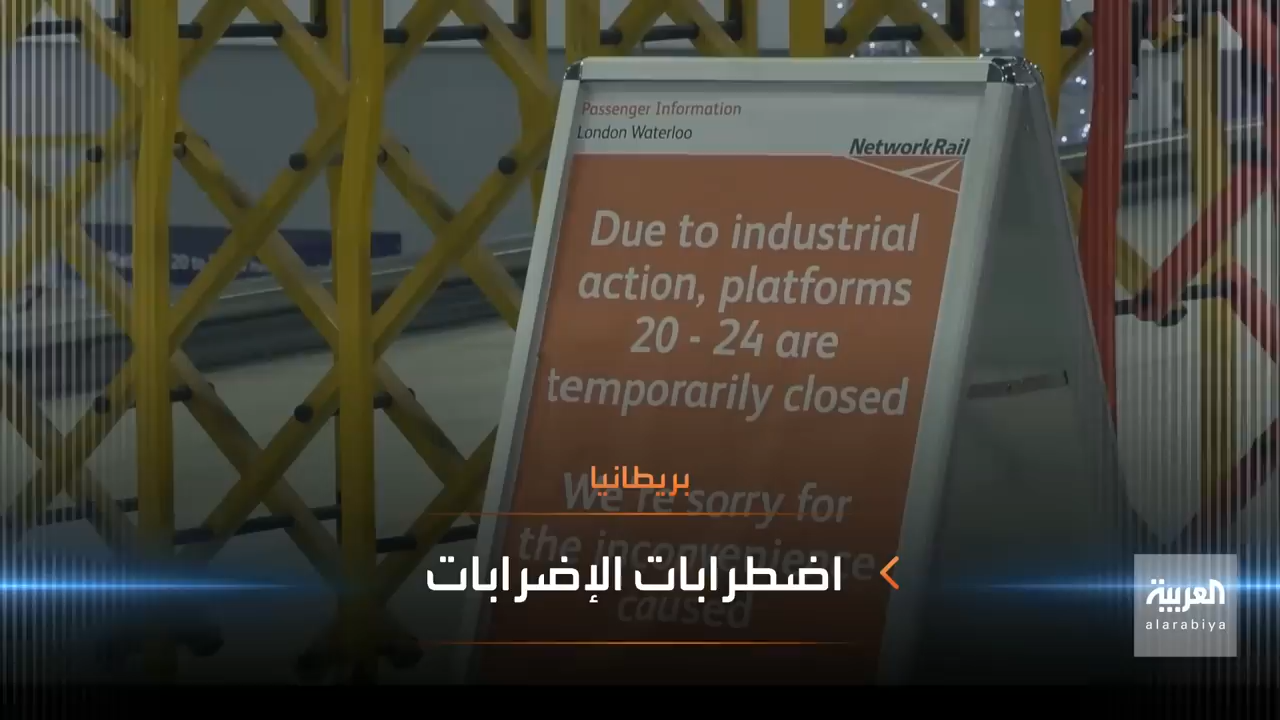 Passenger Information
London Waterloo
NetworkRail
Due to industrial
action, platforms
20 - 24 are
temporarily closed
We're sorry for
the inconvenience
caused
بريطانيا
اضطرابات الإضرابات
العربية
alarabiya